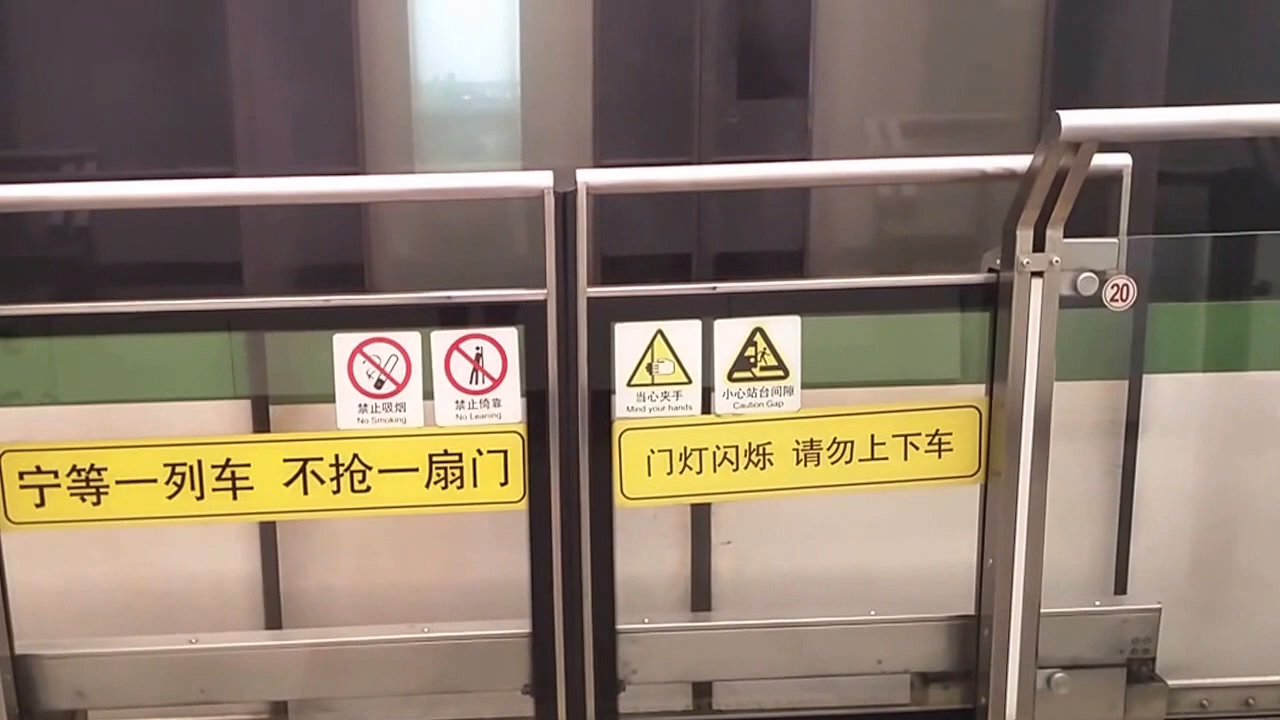 禁止吸烟
No Smoking
禁止倚靠
No Leaning
当心夹手
Mind your hands
小心站台间隙
Caution Gap
20
宁等一列车 不抢一扇门
门灯闪烁 请勿上下车